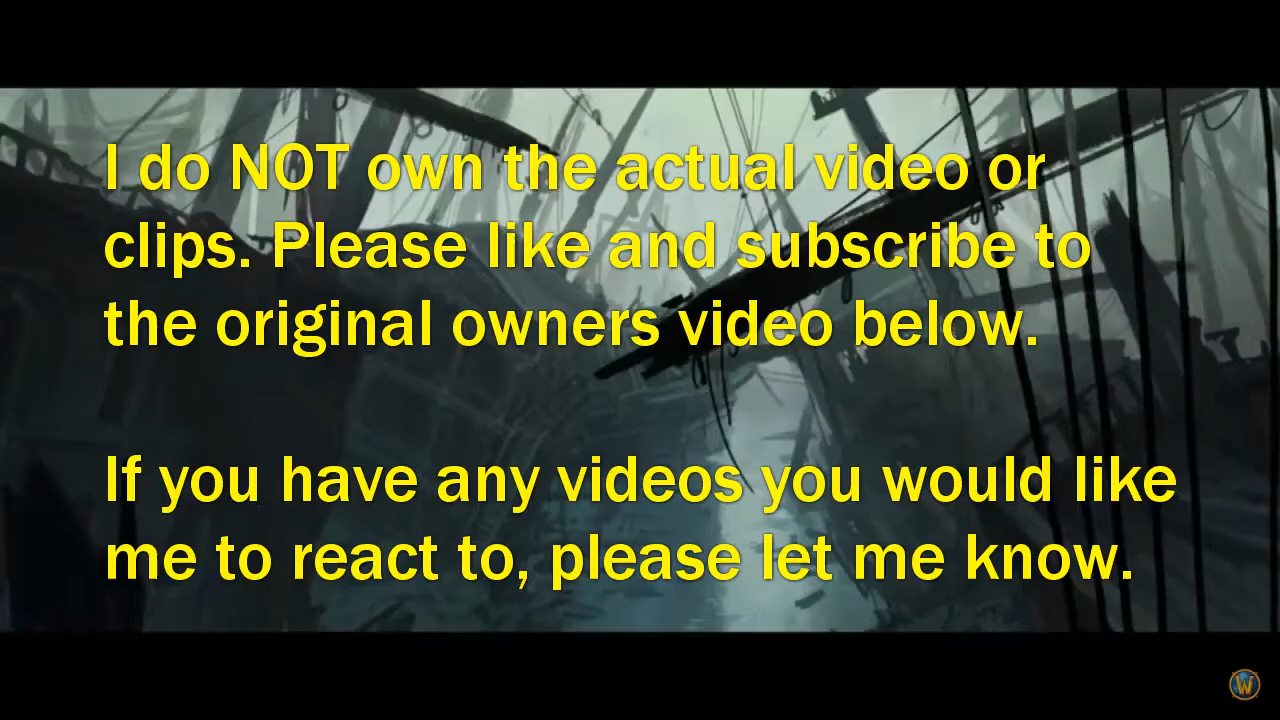 I do NOT own the actual video or
clips. Please like and subscribe to
the original owners video below.
If you have any videos you would like
me to react to, please let me know.
W